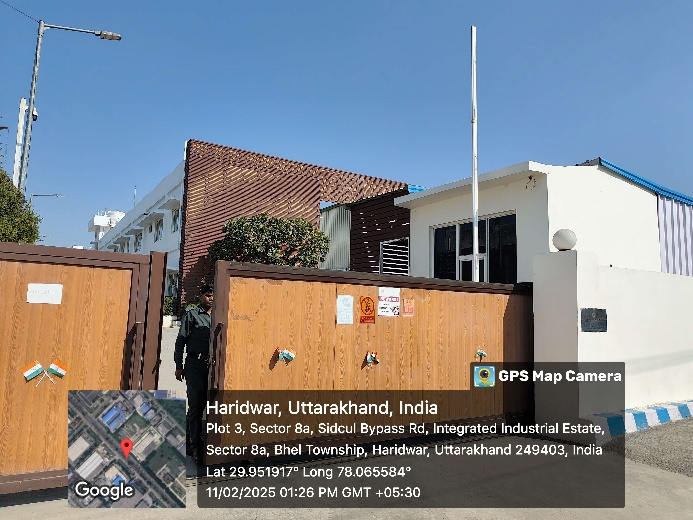 GPS Map Camera
Haridwar, Uttarakhand, India
Plot 3, Sector 8a, Sidcul Bypass Rd, Integrated Industrial Estate,
Sector 8a, Bhel Township, Haridwar, Uttarakhand 249403, India
Lat 29.951917° Long 78.065584°
11/02/2025 01:26 PM GMT +05:30
Google